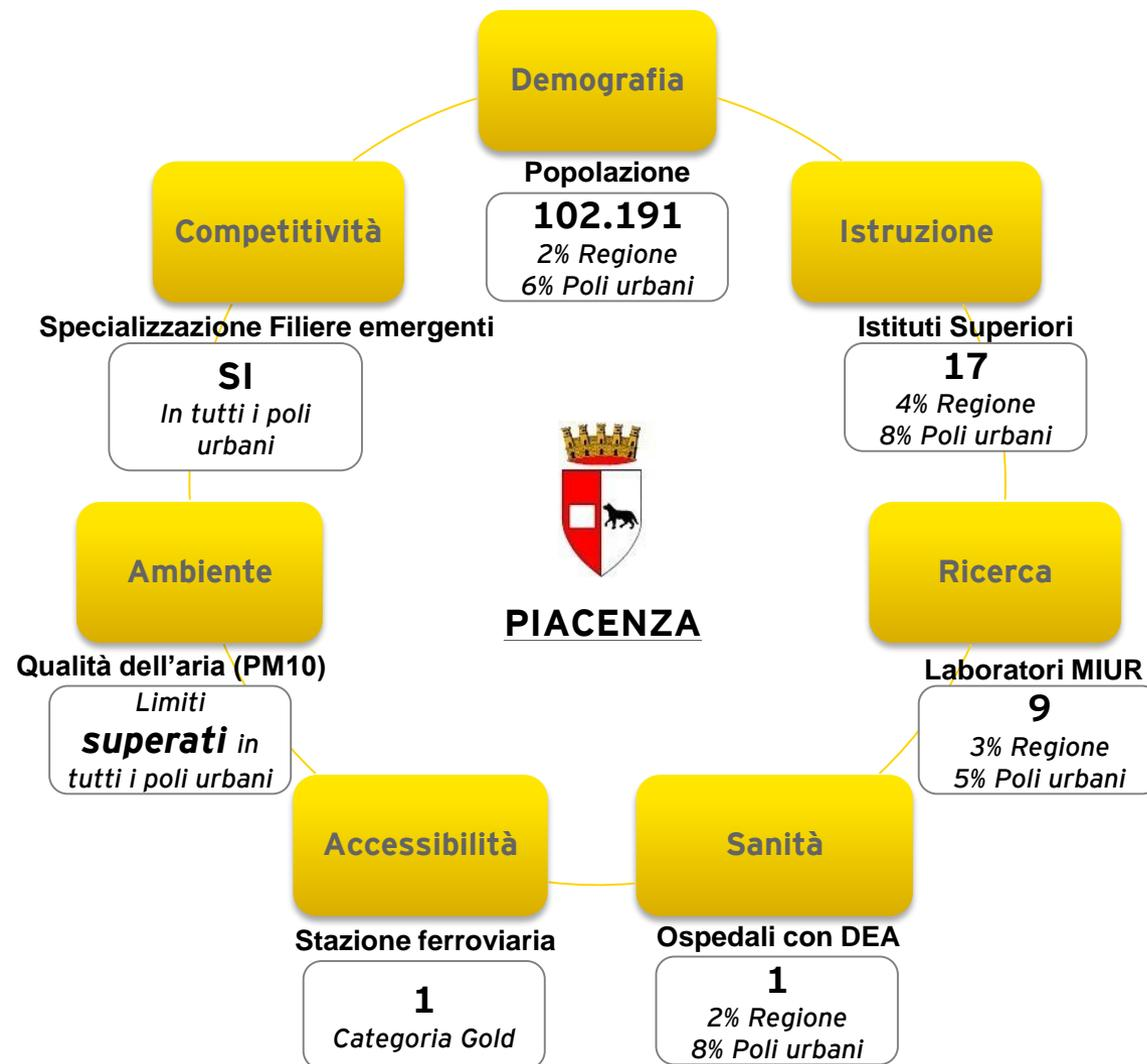 Demografia
Popolazione
102.191
2% Regione
6% Poli urbani
Istruzione
Istituti Superiori
17
4% Regione
8% Poli urbani
Ricerca
Laboratori MIUR
9
3% Regione
5% Poli urbani
Sanità
Ospedali con DEA
1
2% Regione
8% Poli urbani
Accessibilità
Stazione ferroviaria
1
Categoria Gold
Ambiente
Qualità dell'aria (PM10)
Limiti
superati in
tutti i poli urbani
Competitività
Specializzazione Filiere emergenti
SI
In tutti i poli
urbani
PIACENZA